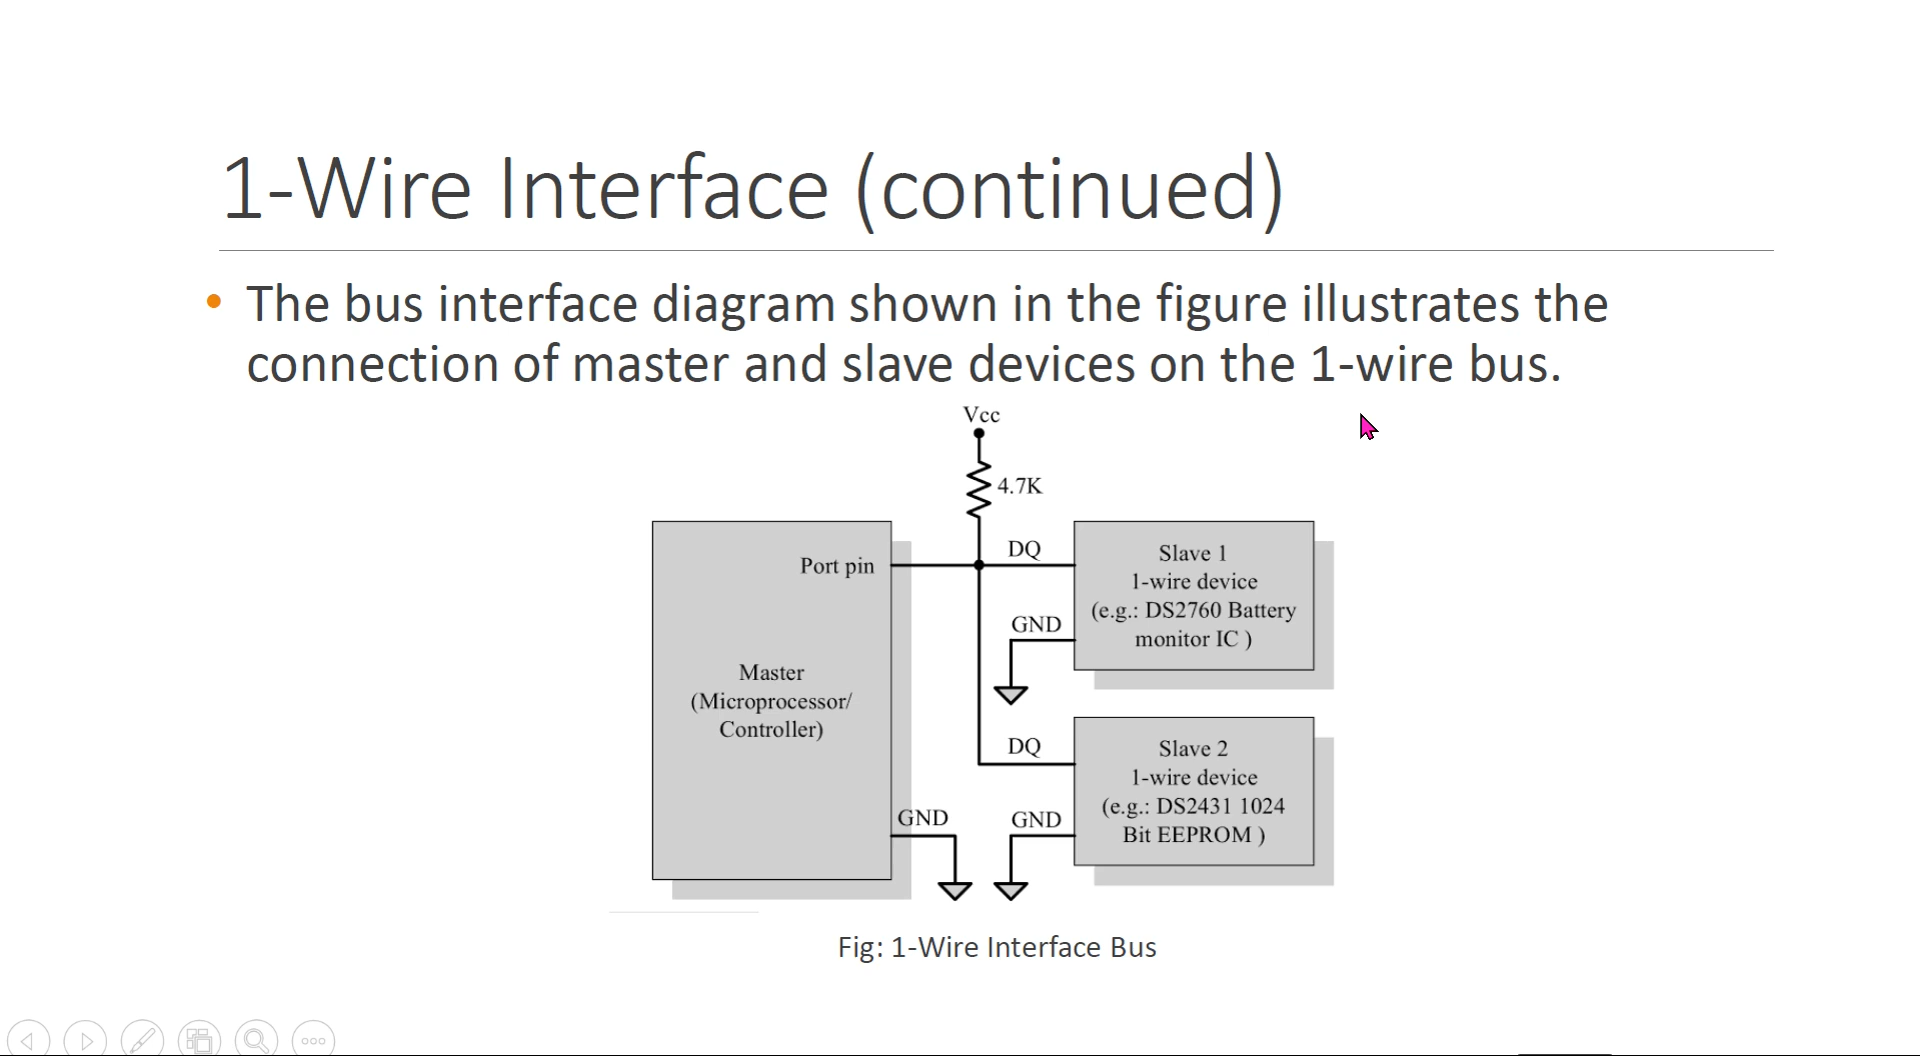 1-Wire Interface (continued)
• The bus interface diagram shown in the figure illustrates the
connection of master and slave devices on the 1-wire bus.
Vcc
4.7K
Port pin
DQ
Slave 1
1-wire device
(e.g.: DS2760 Battery
monitor IC )
GND
Master
(Microprocessor/
Controller)
DQ
Slave 2
1-wire device
(e.g.: DS2431 1024
Bit EEPROM )
GND
GND
Fig: 1-Wire Interface Bus